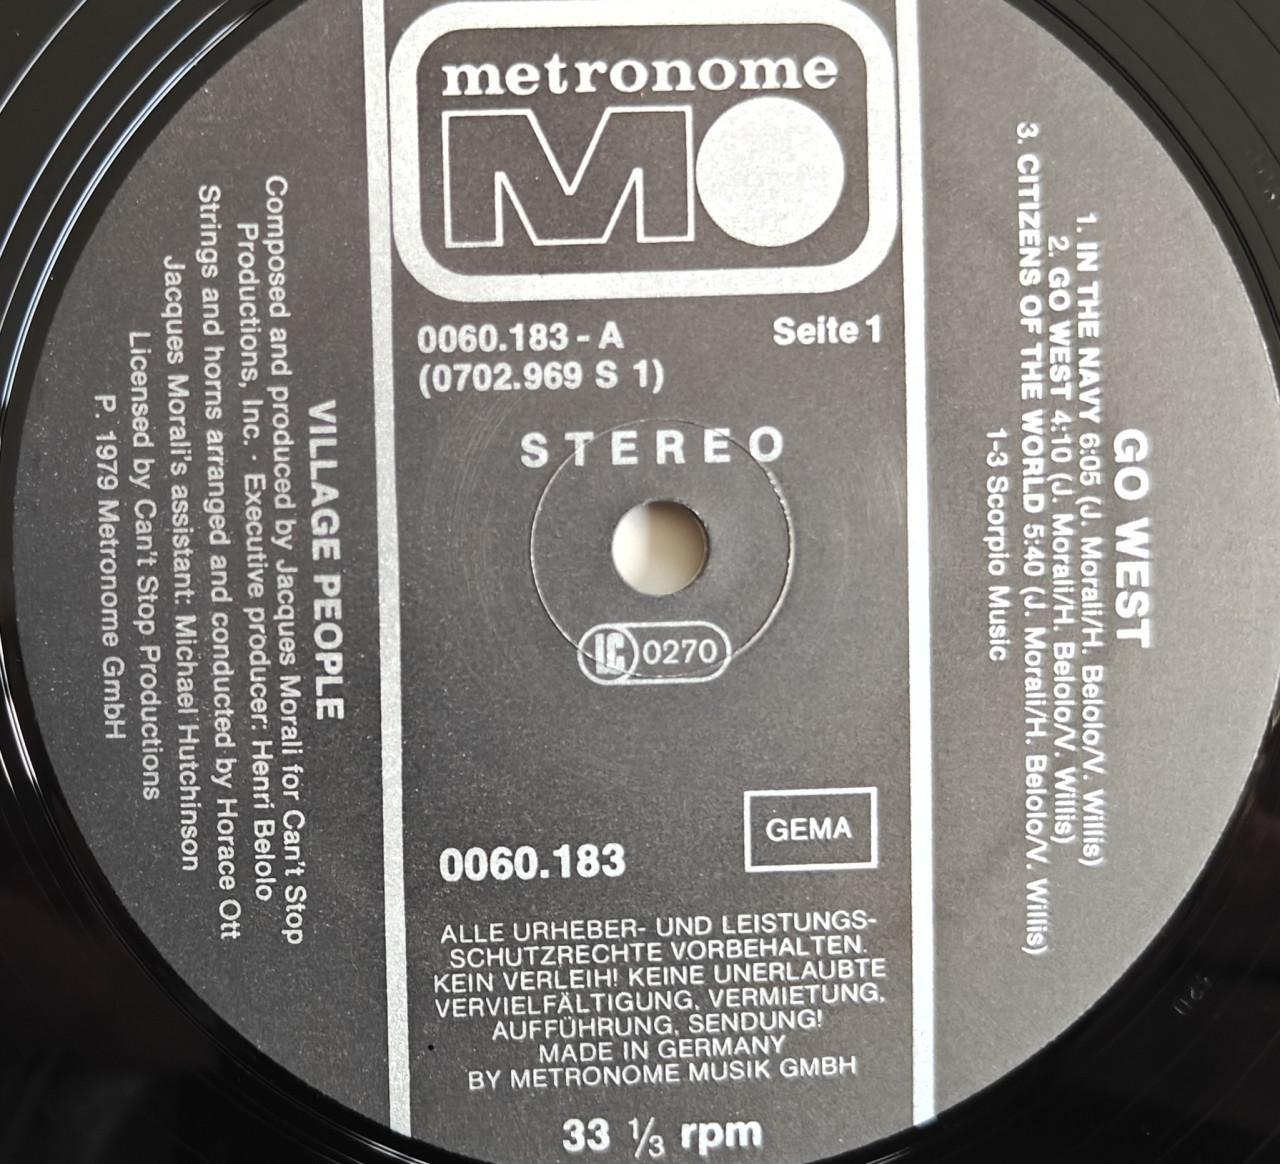 metronome
MO
0060.183 - A Seite 1
(0702.969 S 1)
STEREO
LC 0270
GEMA
0060.183
ALLE URHEBER- UND LEISTUNGS-
SCHUTZRECHTE VORBEHALTEN.
KEIN VERLEIH! KEINE UNERLAUBTE
VERVIELFÄLTIGUNG, VERMIETUNG,
AUFFÜHRUNG, SENDUNG!
MADE IN GERMANY
BY METRONOME MUSIK GMBH
33 1/3 rpm
GO WEST
1. IN THE NAVY 6:05 (J. Morali/H. Belolo/V. Willis)
2. GO WEST 4:10 (J. Morali/H. Belolo/V. Willis)
3. CITIZENS OF THE WORLD 5:40 (J. Morali/H. Belolo/V. Willis)
1-3 Scorpio Music
VILLAGE PEOPLE
Composed and produced by Jacques Morali for Can't Stop
Productions, Inc. · Executive producer: Henri Belolo
Strings and horns arranged and conducted by Horace Ott
Jacques Morali's assistant: Michael Hutchinson
Licensed by Can't Stop Productions
P. 1979 Metronome GmbH